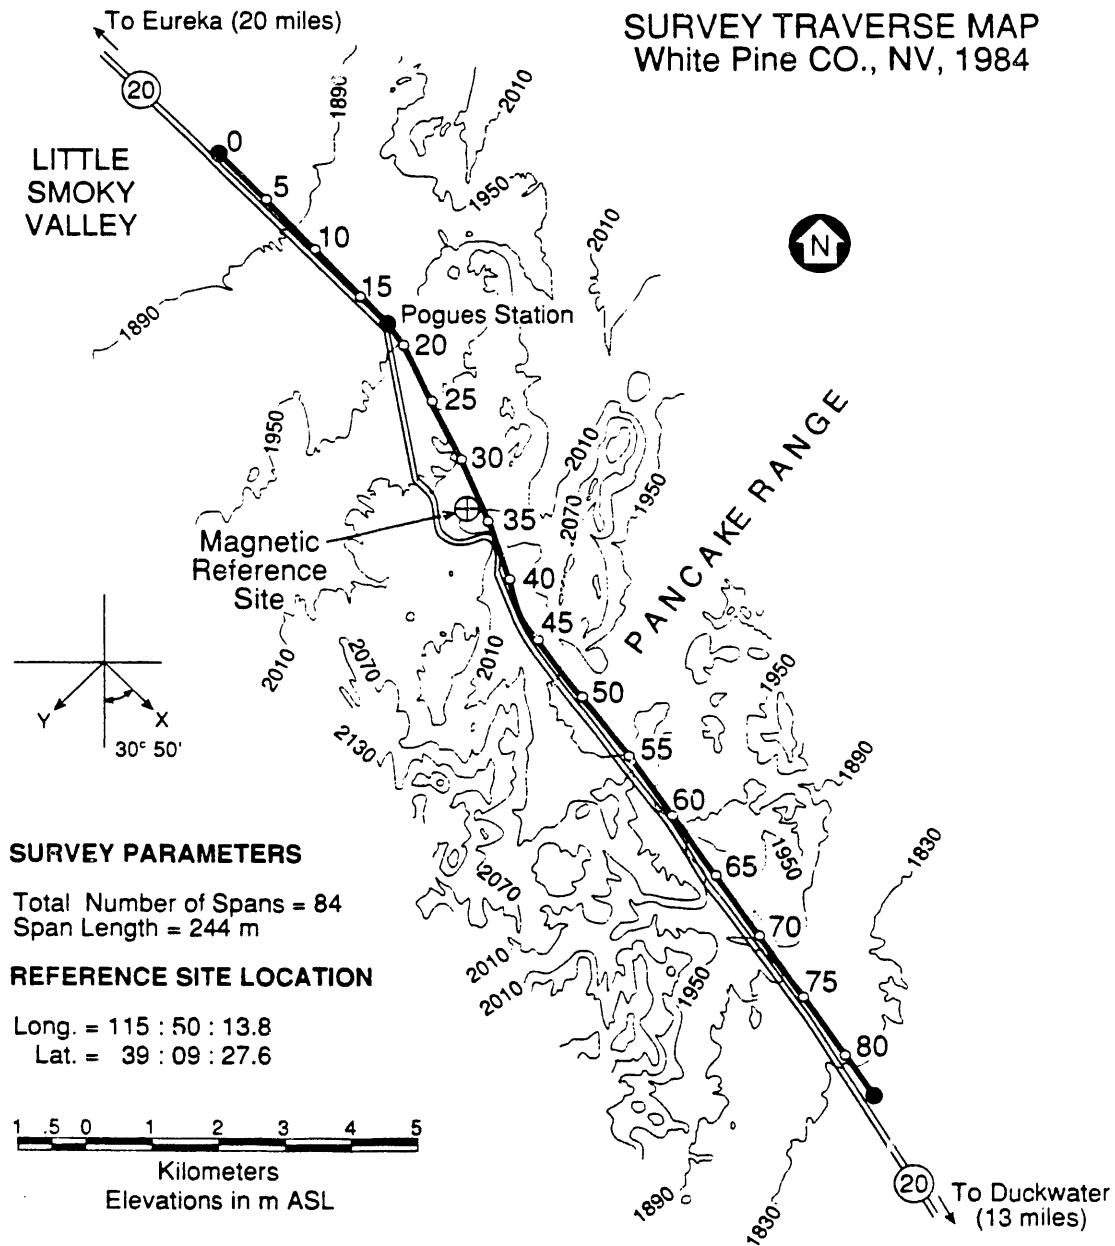 To Eureka (20 miles)
SURVEY TRAVERSE MAP
White Pine CO., NV, 1984
20
1890
2010
0
LITTLE
SMOKY
VALLEY
5
1950
10
2010
N
15
1890
Pogues Station
20
25
1950
2010
30
1950
PANCAKE RANGE
2070
35
Magnetic
Reference
Site
40
45
2010
2070
2010
1950
50
Y
X
30° 50'
2130
55
1890
60
SURVEY PARAMETERS
1950
1830
65
2070
Total Number of Spans = 84
Span Length = 244 m
70
2010
REFERENCE SITE LOCATION
2010
1950
75
Long. = 115 : 50 : 13.8
Lat. = 39 : 09 : 27.6
80
1 .5 0 1 2 3 4 5
Kilometers
Elevations in m ASL
1890
1830
20
To Duckwater
(13 miles)